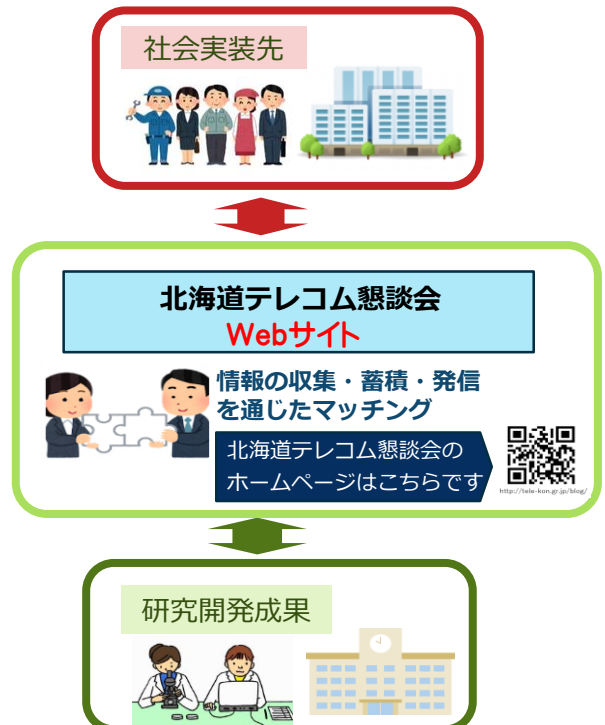 社会実装先
北海道テレコム懇談会
Webサイト
情報の収集・蓄積・発信
を通じたマッチング
北海道テレコム懇談会の
ホームページはこちらです
http://tele-kon.gr.jp/blog/
研究開発成果